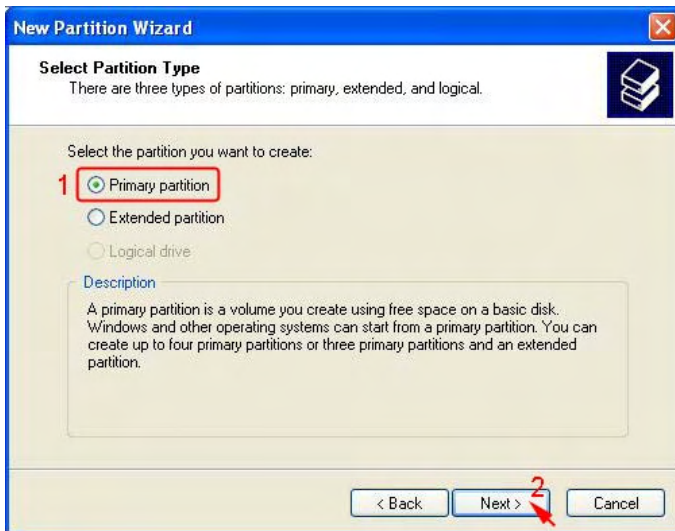 New Partition Wizard
Select Partition Type
There are three types of partitions: primary, extended, and logical.
Select the partition you want to create:
1 Primary partition
Extended partition
Logical drive
Description
A primary partition is a volume you create using free space on a basic disk.
Windows and other operating systems can start from a primary partition. You can
create up to four primary partitions or three primary partitions and an extended
partition.
< Back Next > 2 Cancel